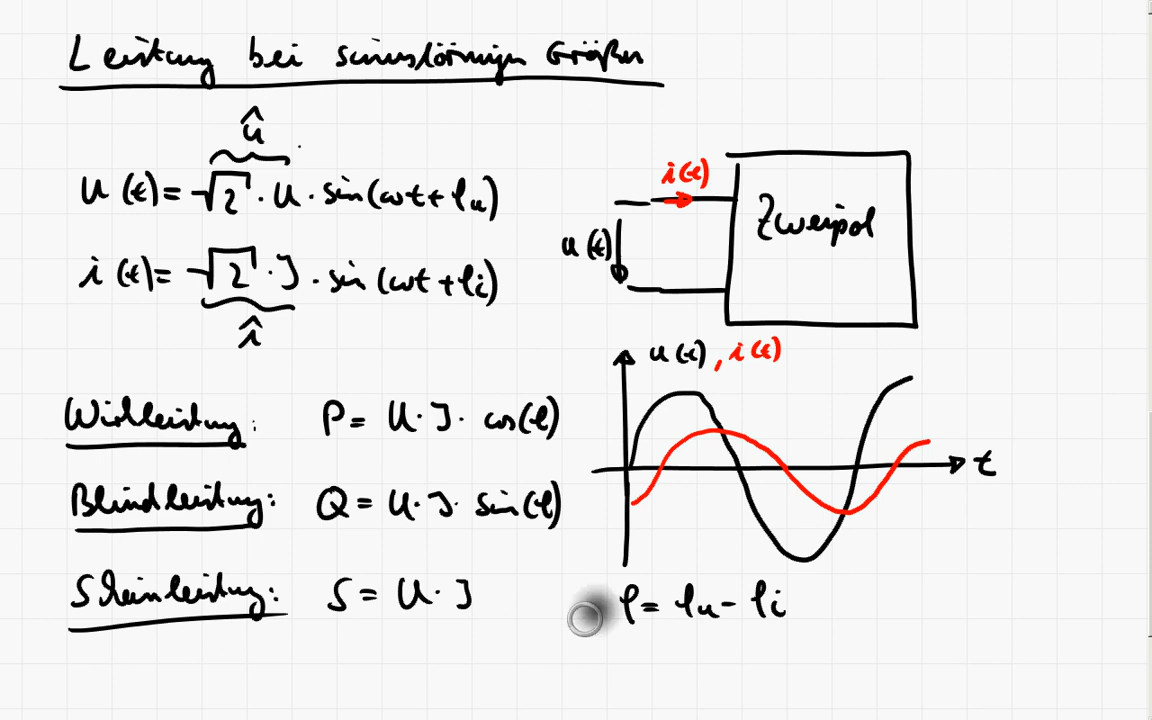 Leistung bei sinusförmigen Größen
û
u(t) = √2 · U · sin(ωt + φu)
i(t) = √2 · I · sin(ωt + φi)
î
i(t)
u(t)
Zweipol
u(t), i(t)
t
Wirkleistung: P = U · I · cos(φ)
Blindleistung: Q = U · I · sin(φ)
Scheinleistung: S = U · I
φ = φu - φi